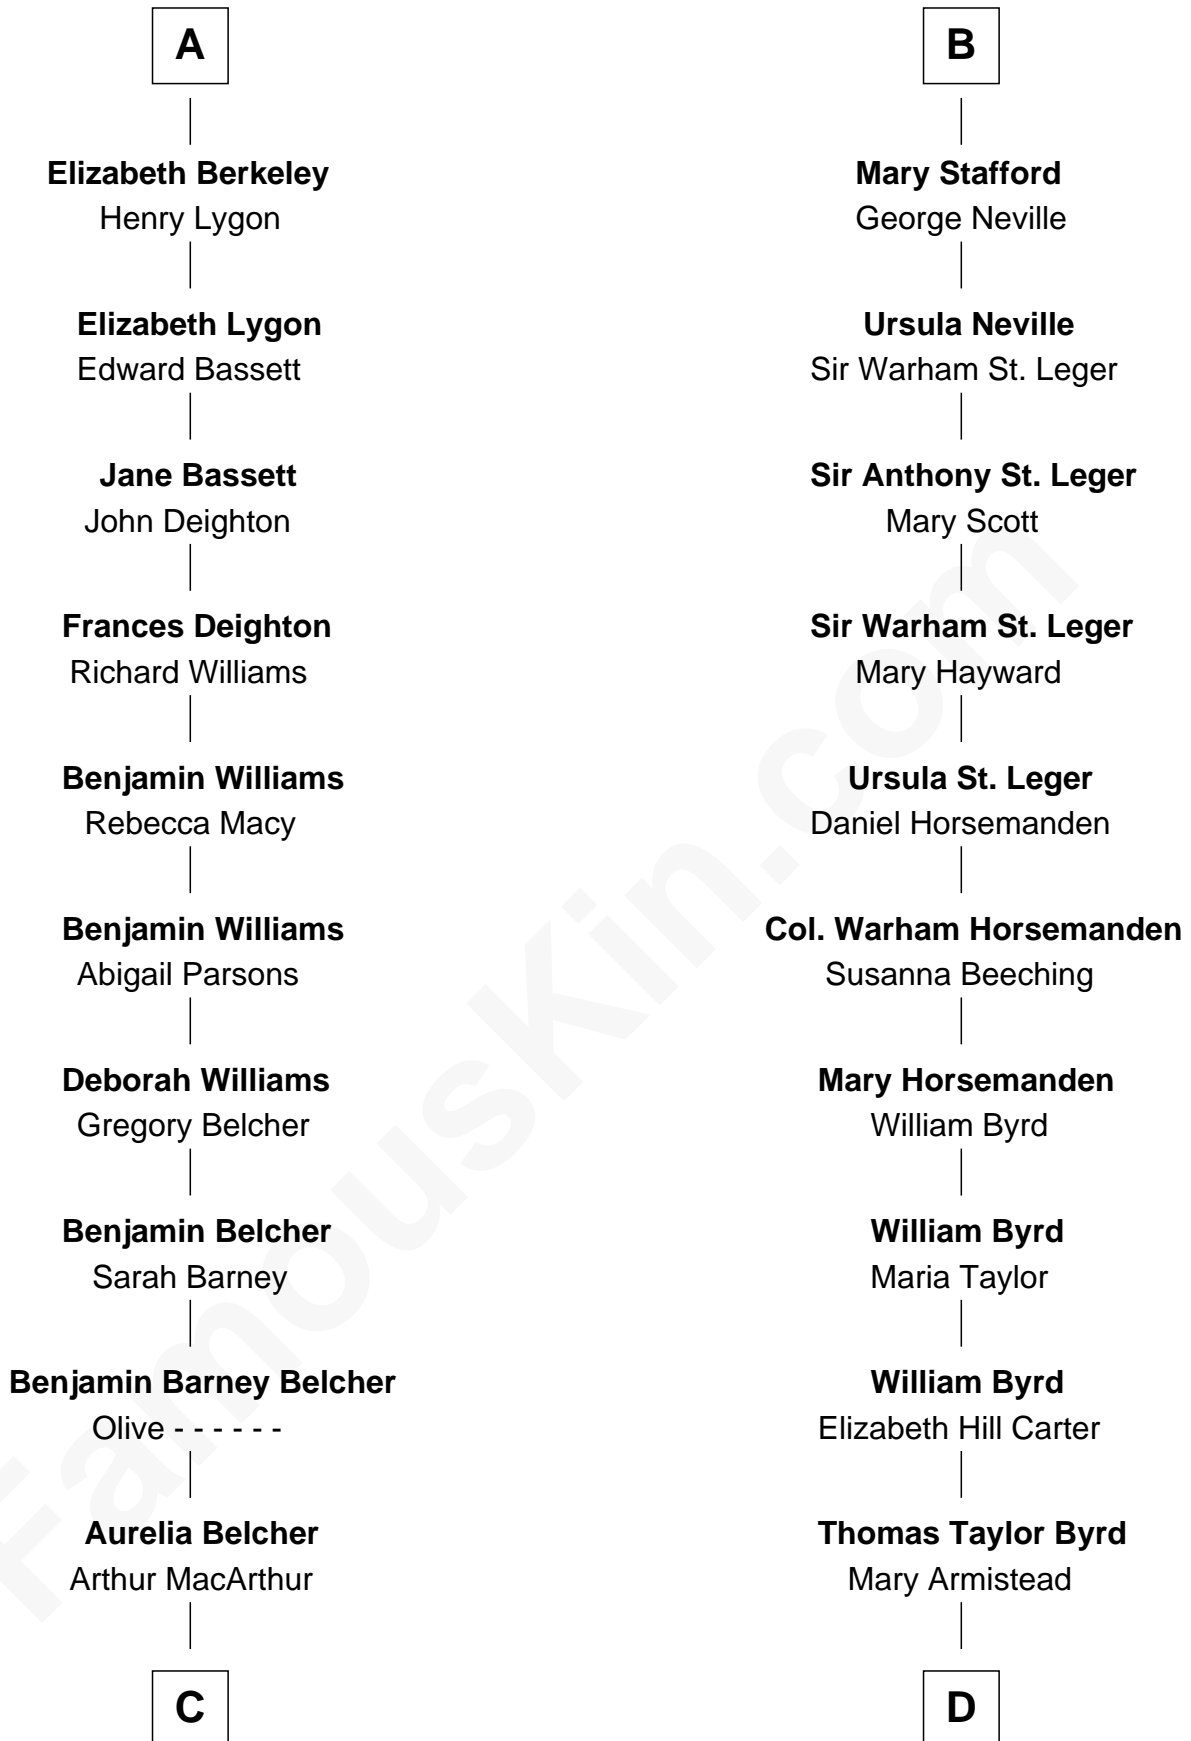 A
Elizabeth Berkeley
Henry Lygon
Elizabeth Lygon
Edward Bassett
Jane Bassett
John Deighton
Frances Deighton
Richard Williams
Benjamin Williams
Rebecca Macy
Benjamin Williams
Abigail Parsons
Deborah Williams
Gregory Belcher
Benjamin Belcher
Sarah Barney
Benjamin Barney Belcher
Olive - - - - - -
Aurelia Belcher
Arthur MacArthur
C
B
Mary Stafford
George Neville
Ursula Neville
Sir Warham St. Leger
Sir Anthony St. Leger
Mary Scott
Sir Warham St. Leger
Mary Hayward
Ursula St. Leger
Daniel Horsemanden
Col. Warham Horsemanden
Susanna Beeching
Mary Horsemanden
William Byrd
William Byrd
Maria Taylor
William Byrd
Elizabeth Hill Carter
Thomas Taylor Byrd
Mary Armistead
D
FamousKin.com